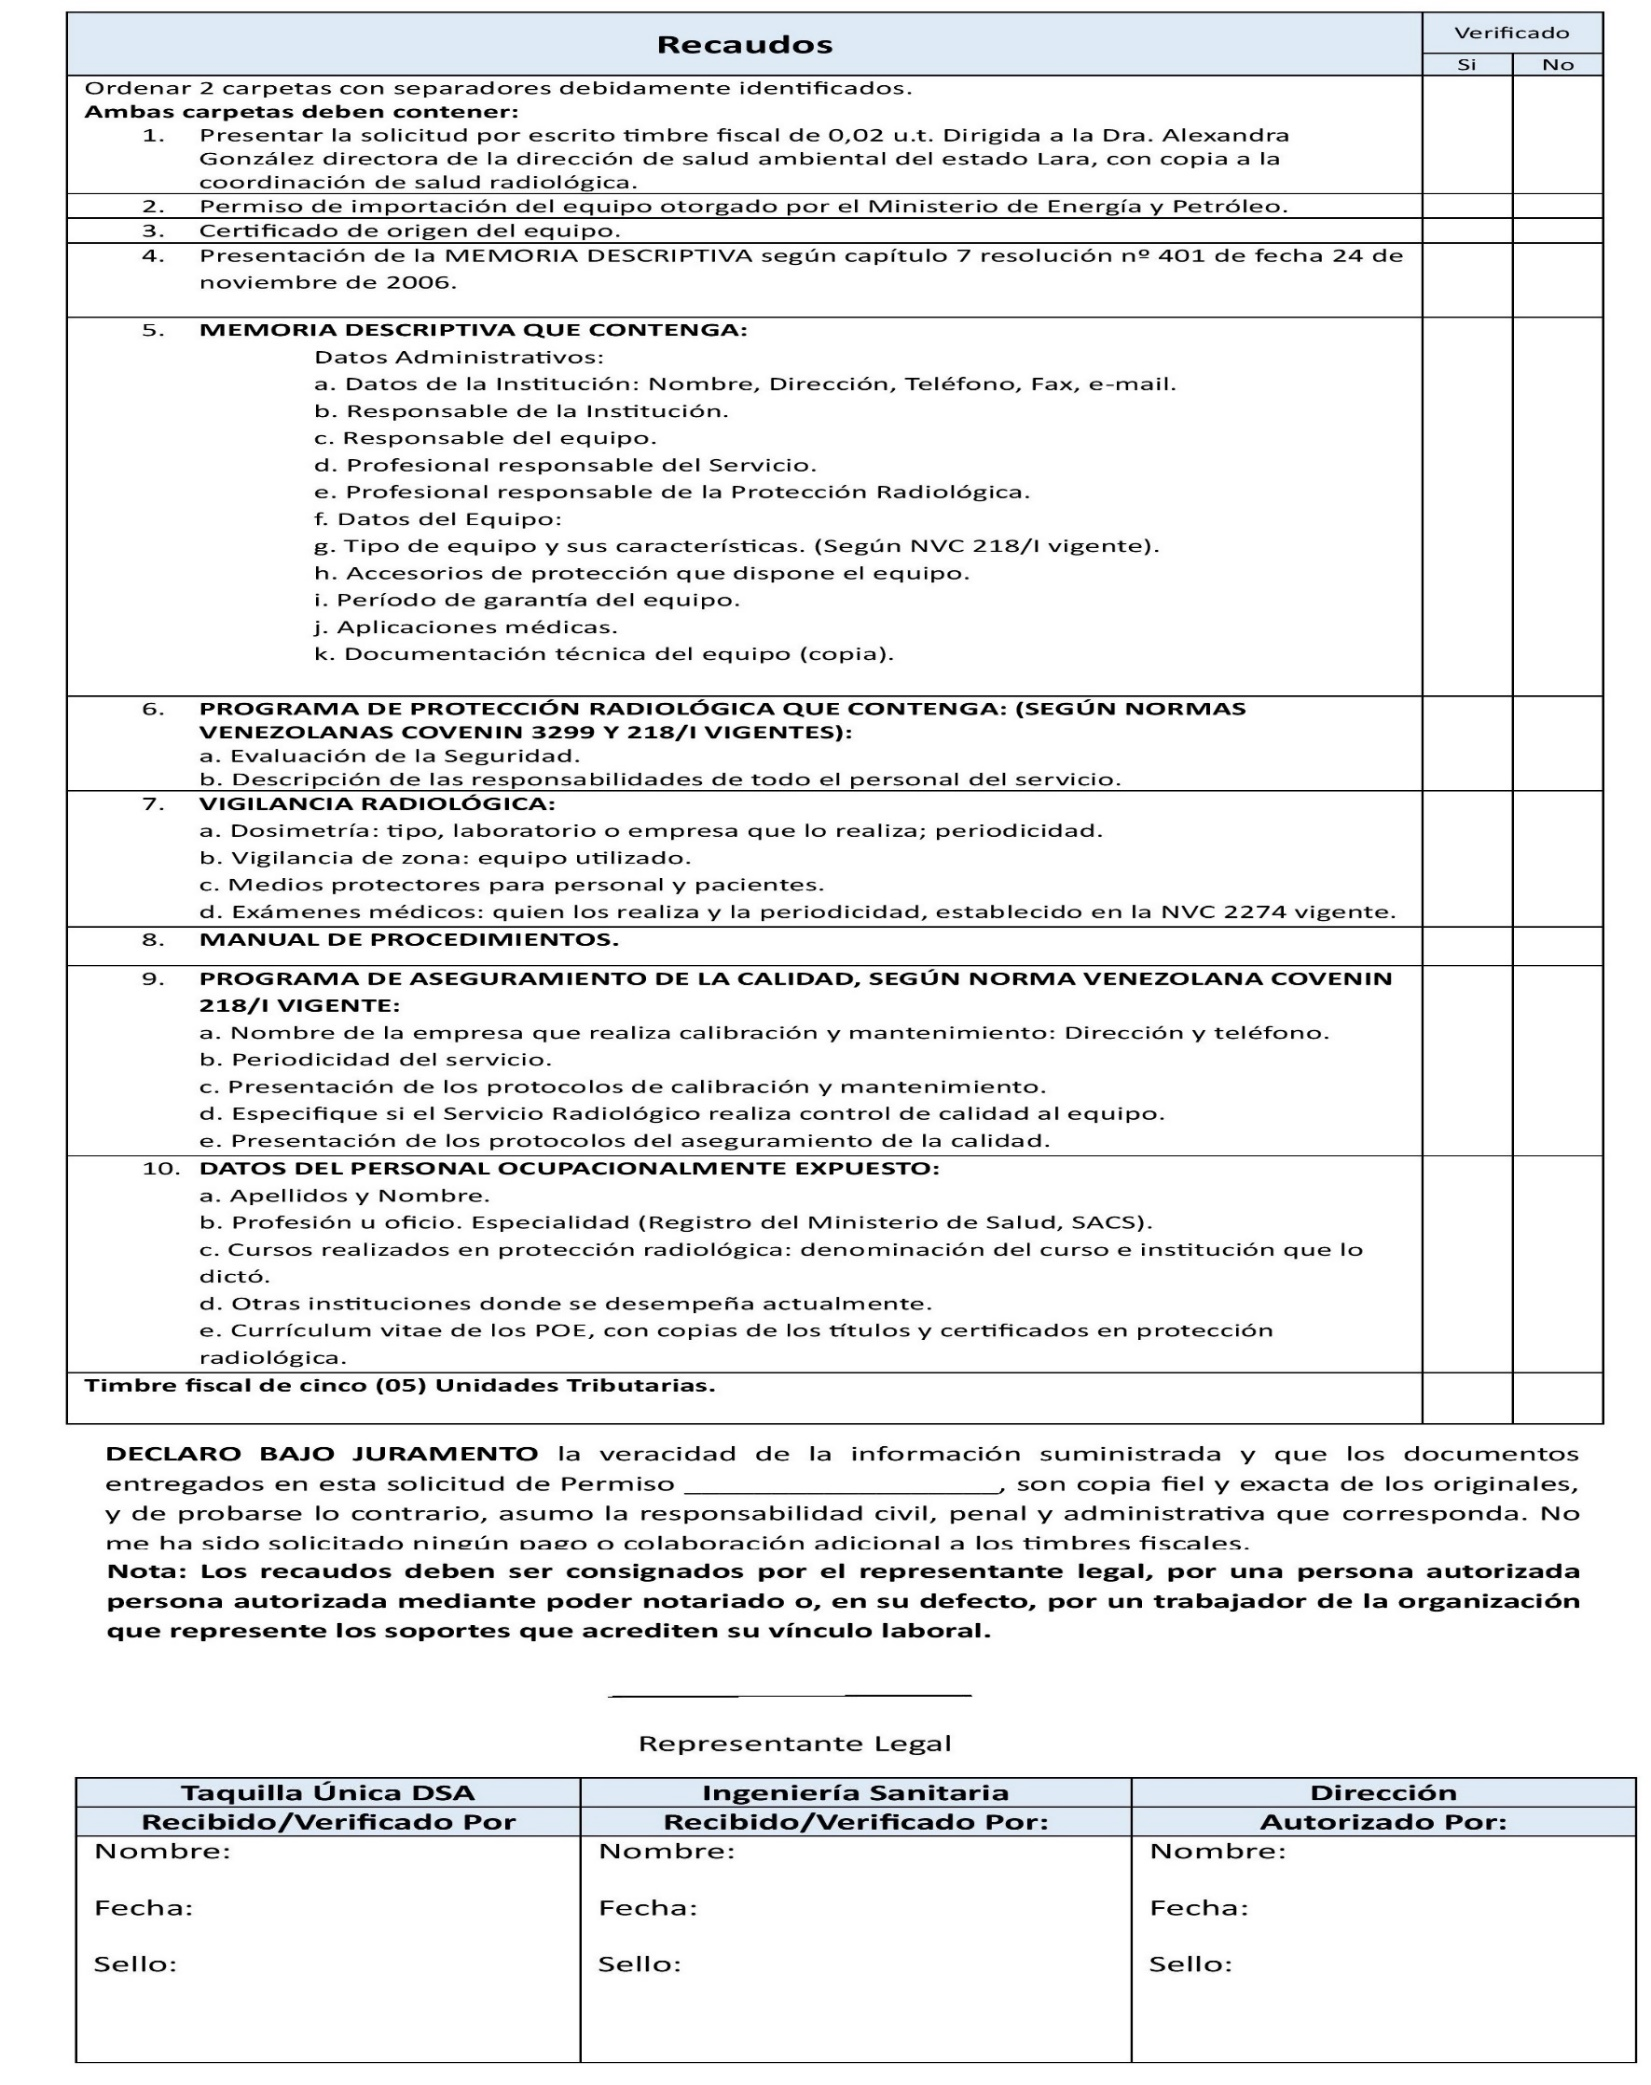 Recaudos
Verificado
Si No
Ordenar 2 carpetas con separadores debidamente identificados.
Ambas carpetas deben contener:
1. Presentar la solicitud por escrito timbre fiscal de 0,02 u.t. Dirigida a la Dra. Alexandra
González directora de la dirección de salud ambiental del estado Lara, con copia a la
coordinación de salud radiológica.
2. Permiso de importación del equipo otorgado por el Ministerio de Energía y Petróleo.
3. Certificado de origen del equipo.
4. Presentación de la MEMORIA DESCRIPTIVA según capítulo 7 resolución nº 401 de fecha 24 de
noviembre de 2006.
5. MEMORIA DESCRIPTIVA QUE CONTENGA:
Datos Administrativos:
a. Datos de la Institución: Nombre, Dirección, Teléfono, Fax, e-mail.
b. Responsable de la Institución.
c. Responsable del equipo.
d. Profesional responsable del Servicio.
e. Profesional responsable de la Protección Radiológica.
f. Datos del Equipo:
g. Tipo de equipo y sus características. (Según NVC 218/I vigente).
h. Accesorios de protección que dispone el equipo.
i. Período de garantía del equipo.
j. Aplicaciones médicas.
k. Documentación técnica del equipo (copia).
6. PROGRAMA DE PROTECCIÓN RADIOLÓGICA QUE CONTENGA: (SEGÚN NORMAS
VENEZOLANAS COVENIN 3299 Y 218/I VIGENTES):
a. Evaluación de la Seguridad.
b. Descripción de las responsabilidades de todo el personal del servicio.
7. VIGILANCIA RADIOLÓGICA:
a. Dosimetría: tipo, laboratorio o empresa que lo realiza; periodicidad.
b. Vigilancia de zona: equipo utilizado.
c. Medios protectores para personal y pacientes.
d. Exámenes médicos: quien los realiza y la periodicidad, establecido en la NVC 2274 vigente.
8. MANUAL DE PROCEDIMIENTOS.
9. PROGRAMA DE ASEGURAMIENTO DE LA CALIDAD, SEGÚN NORMA VENEZOLANA COVENIN
218/I VIGENTE:
a. Nombre de la empresa que realiza calibración y mantenimiento: Dirección y teléfono.
b. Periodicidad del servicio.
c. Presentación de los protocolos de calibración y mantenimiento.
d. Especifique si el Servicio Radiológico realiza control de calidad al equipo.
e. Presentación de los protocolos del aseguramiento de la calidad.
10. DATOS DEL PERSONAL OCUPACIONALMENTE EXPUESTO:
a. Apellidos y Nombre.
b. Profesión u oficio. Especialidad (Registro del Ministerio de Salud, SACS).
c. Cursos realizados en protección radiológica: denominación del curso e institución que lo
dictó.
d. Otras instituciones donde se desempeña actualmente.
e. Currículum vitae de los POE, con copias de los títulos y certificados en protección
radiológica.
Timbre fiscal de cinco (05) Unidades Tributarias.
DECLARO BAJO JURAMENTO la veracidad de la información suministrada y que los documentos
entregados en esta solicitud de Permiso ______________________, son copia fiel y exacta de los originales,
y de probarse lo contrario, asumo la responsabilidad civil, penal y administrativa que corresponda. No
me ha sido solicitado ningún pago o colaboración adicional a los timbres fiscales.
Nota: Los recaudos deben ser consignados por el representante legal, por una persona autorizada
persona autorizada mediante poder notariado o, en su defecto, por un trabajador de la organización
que represente los soportes que acrediten su vínculo laboral.
Representante Legal
Taquilla Única DSA Ingeniería Sanitaria Dirección
Recibido/Verificado Por Recibido/Verificado Por: Autorizado Por:
Nombre: Nombre: Nombre:
Fecha: Fecha: Fecha:
Sello: Sello: Sello: